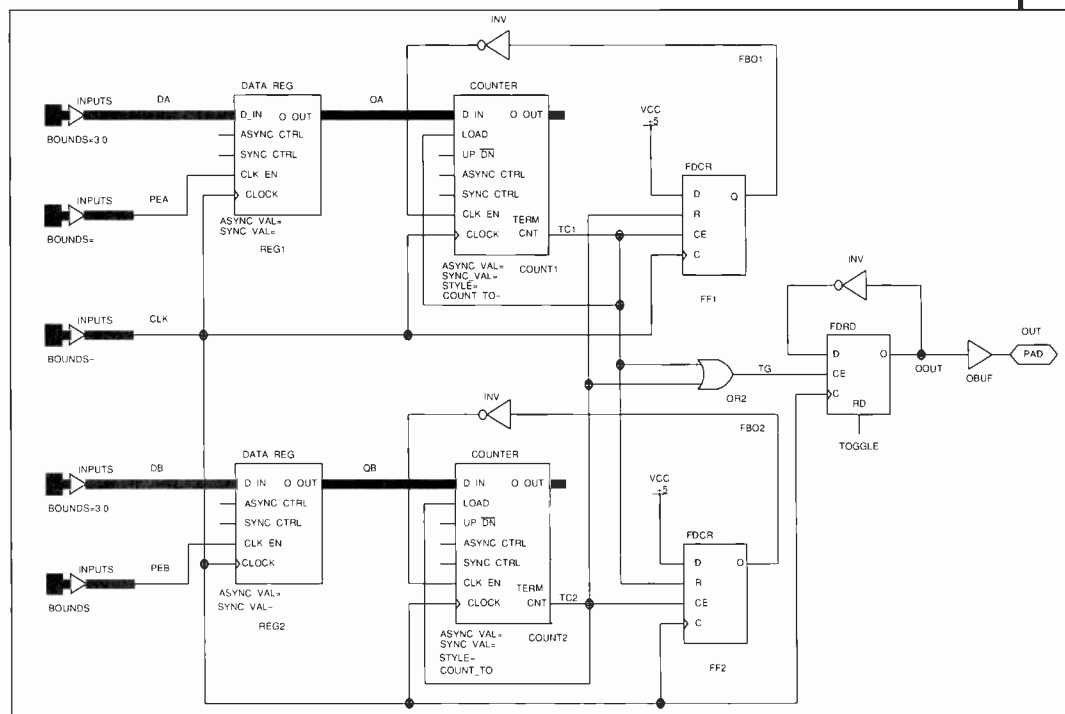 INV
FBO1
INPUTS
DA
DATA REG
OA
COUNTER
D_IN
O OUT
ASYNC CTRL
SYNC CTRL
CLK EN
CLOCK
BOUNDS=3 0
D IN
O OUT
LOAD
UP DN
ASYNC CTRL
SYNC CTRL
CLK EN
TERM
CNT
CLOCK
VCC
+5
FDCR
D
Q
R
CE
C
FF1
INPUTS
PEA
BOUNDS=
ASYNC VAL=
SYNC VAL=
REG1
TC1
ASYNC VAL=
SYNC_VAL=
STYLE=
COUNT TO-
COUNT1
INPUTS
CLK
BOUNDS-
INV
FDRD
D
O
CE
C
RD
TOGGLE
OOUT
OBUF
OUT
PAD
TG
OR2
INV
FBO2
INPUTS
DB
DATA REG
QB
COUNTER
BOUNDS=3 0
D IN
O OUT
ASYNC CTRL
SYNC CTRL
CLK EN
CLOCK
D IN
O OUT
LOAD
UP DN
ASYNC CTRL
SYNC CTRL
CLK EN
TERM
CNT
CLOCK
VCC
+5
FDCR
D
O
R
CE
C
FF2
INPUTS
PEB
BOUNDS
ASYNC VAL=
SYNC VAL-
REG2
TC2
ASYNC VAL=
SYNC VAL=
STYLE=
COUNT_TO
COUNT2